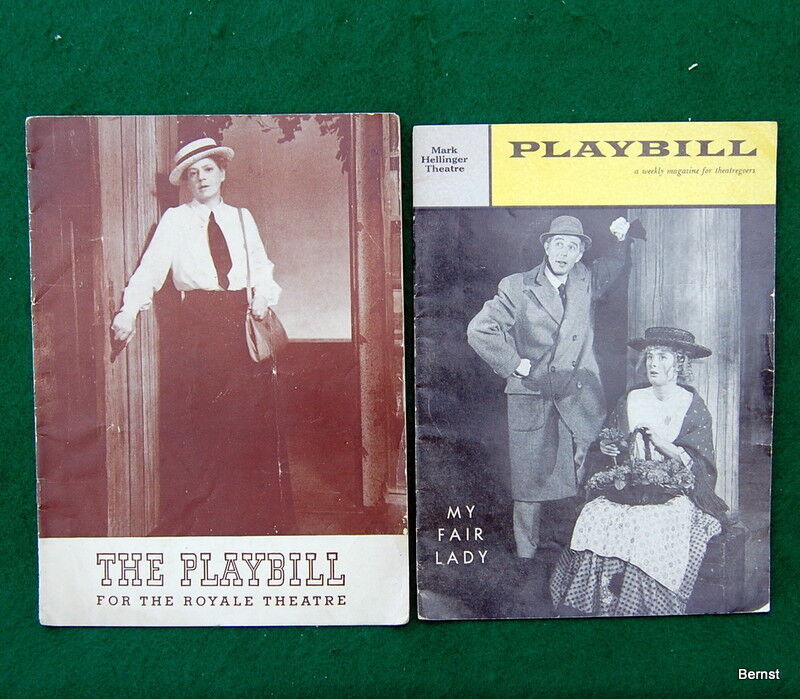 THE PLAYBILL
FOR THE ROYALE THEATRE
Mark
Hellinger
Theatre
PLAYBILL
a weekly magazine for theatregoers
MY
FAIR
LADY
Bernst